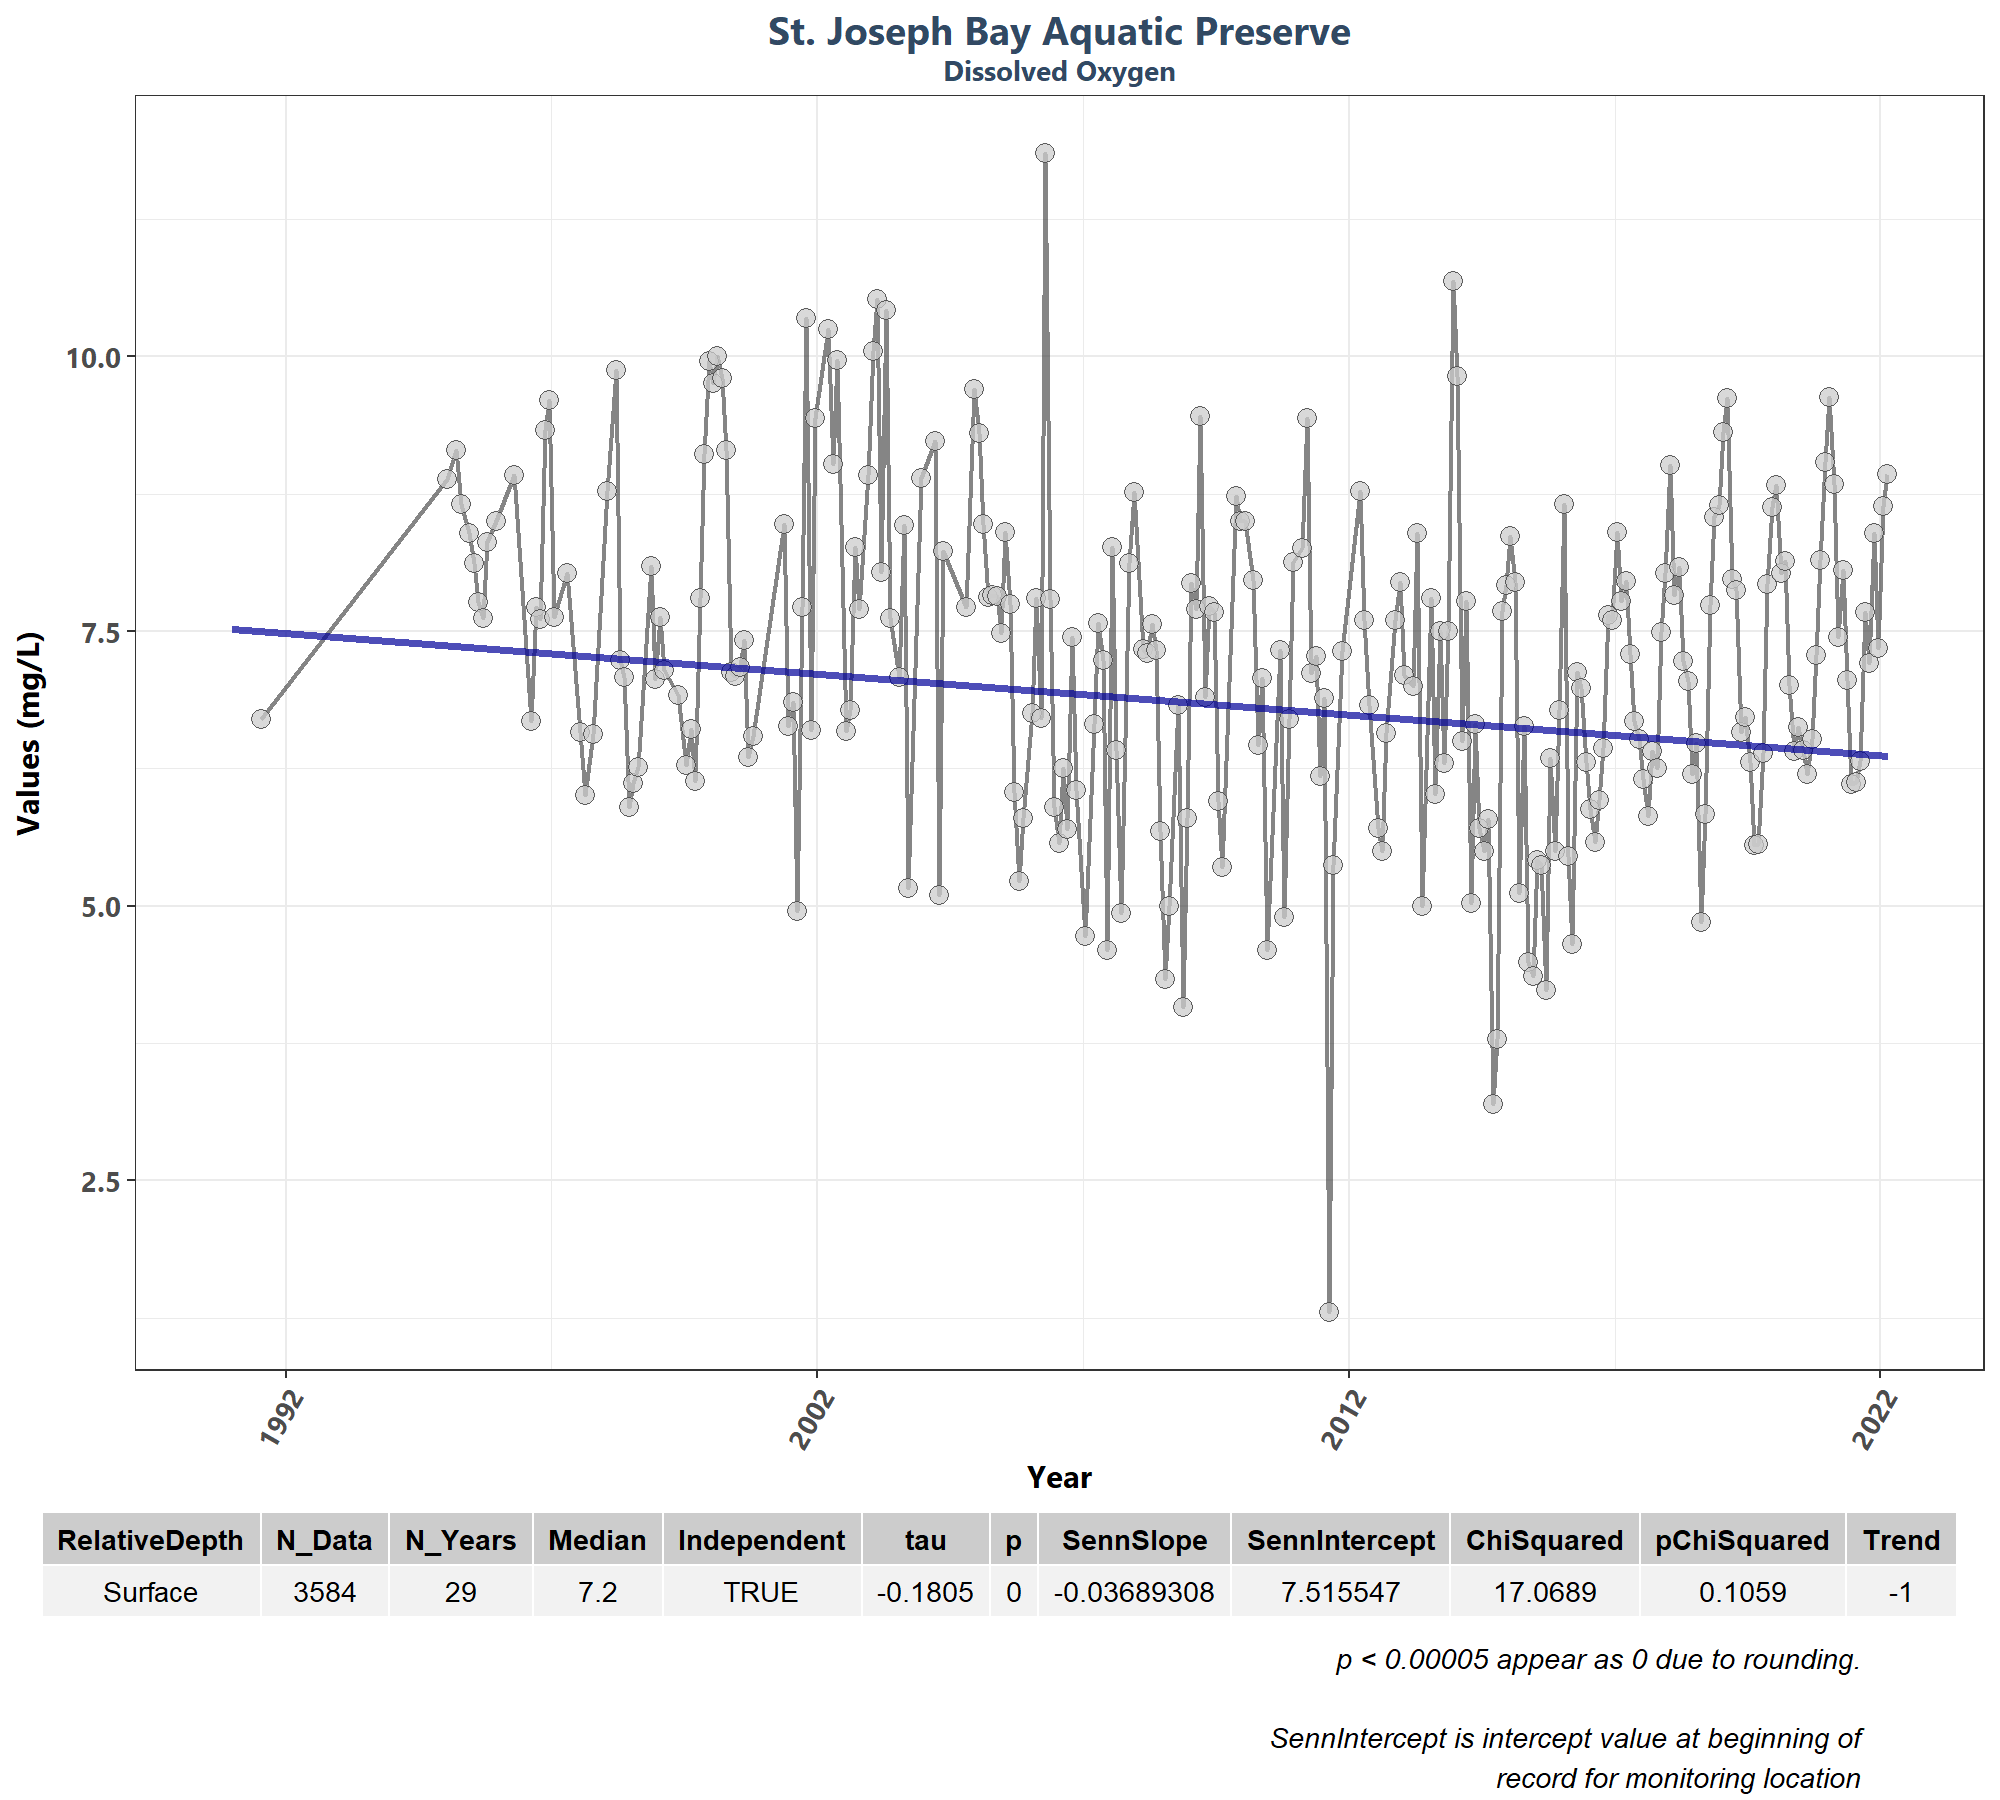 St. Joseph Bay Aquatic Preserve
Dissolved Oxygen
Values (mg/L)
10.0
7.5
5.0
2.5
1992
2002
2012
2022
Year
RelativeDepth N_Data N_Years Median Independent tau p SennSlope SennIntercept ChiSquared pChiSquared Trend
Surface 3584 29 7.2 TRUE -0.1805 0 -0.03689308 7.515547 17.0689 0.1059 -1
p < 0.00005 appear as 0 due to rounding.
SennIntercept is intercept value at beginning of
record for monitoring location